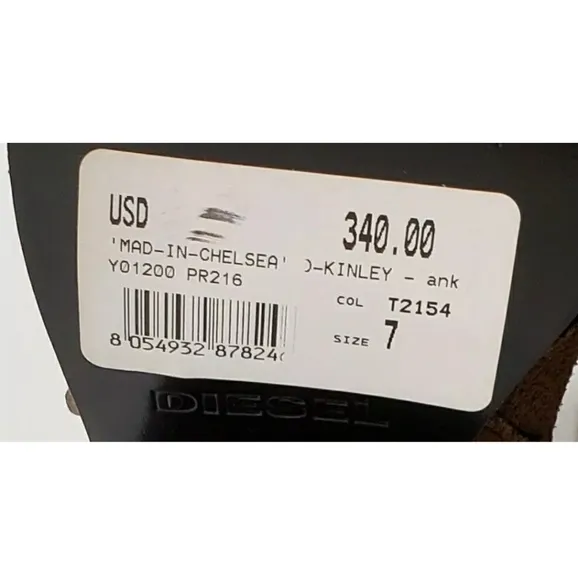 USD 340.00
'MAD-IN-CHELSEA' D-KINLEY – ank
Y01200 PR216
COL T2154
SIZE 7
8 054932 87824
DIESEL